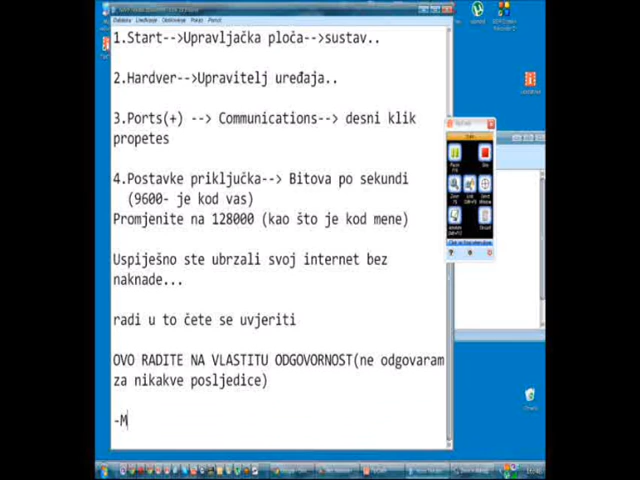 1.Start-->Upravljačka ploča-->sustav..
2.Hardver-->Upravitelj uređaja..
3.Ports(+) --> Communications--> desni klik
propetes
4.Postavke priključka--> Bitova po sekundi
(9600- je kod vas)
Promjenite na 128000 (kao što je kod mene)
Uspiješno ste ubrzali svoj internet bez
naknade...
radi u to čete se uvjeriti
OVO RADITE NA VLASTITU ODGOVORNOST(ne odgovaram
za nikakve posljedice)
-M